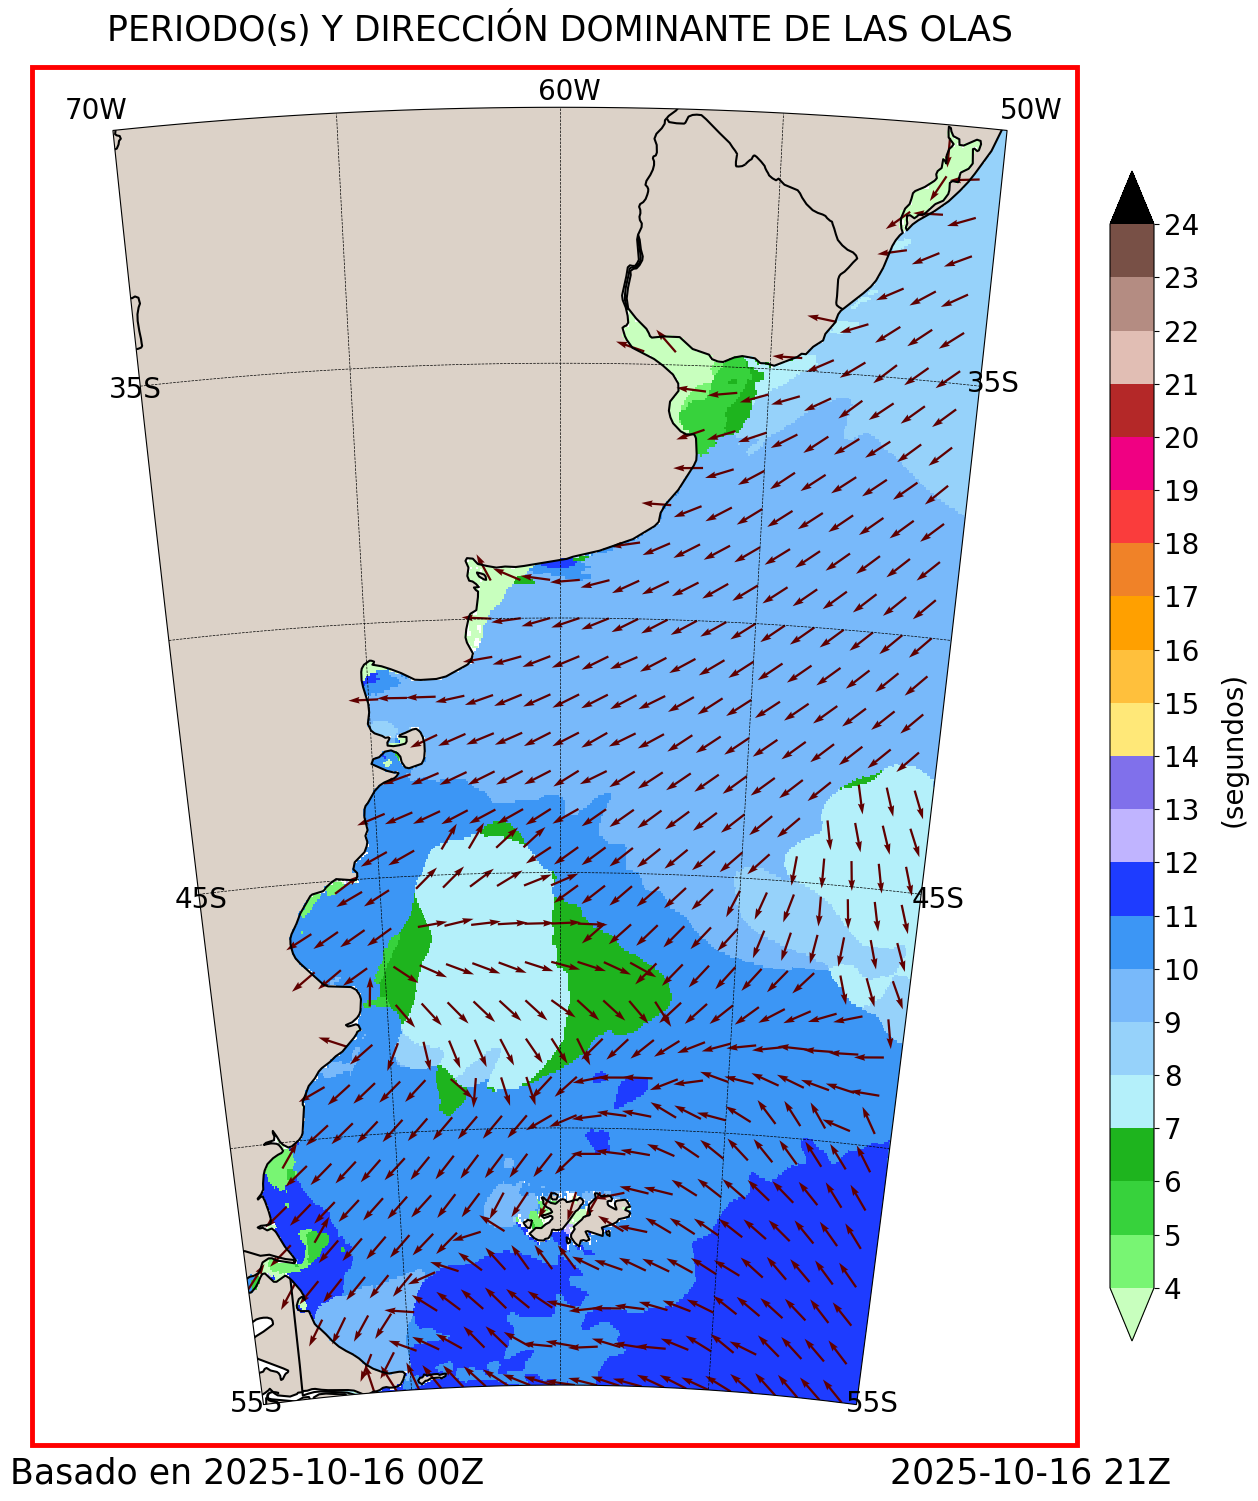 PERIODO(s) Y DIRECCIÓN DOMINANTE DE LAS OLAS
70W
60W
50W
35S
35S
45S
45S
55S
55S
24
23
22
21
20
19
18
17
16
15
14
13
12
11
10
9
8
7
6
5
4
(segundos)
Basado en 2025-10-16 00Z
2025-10-16 21Z